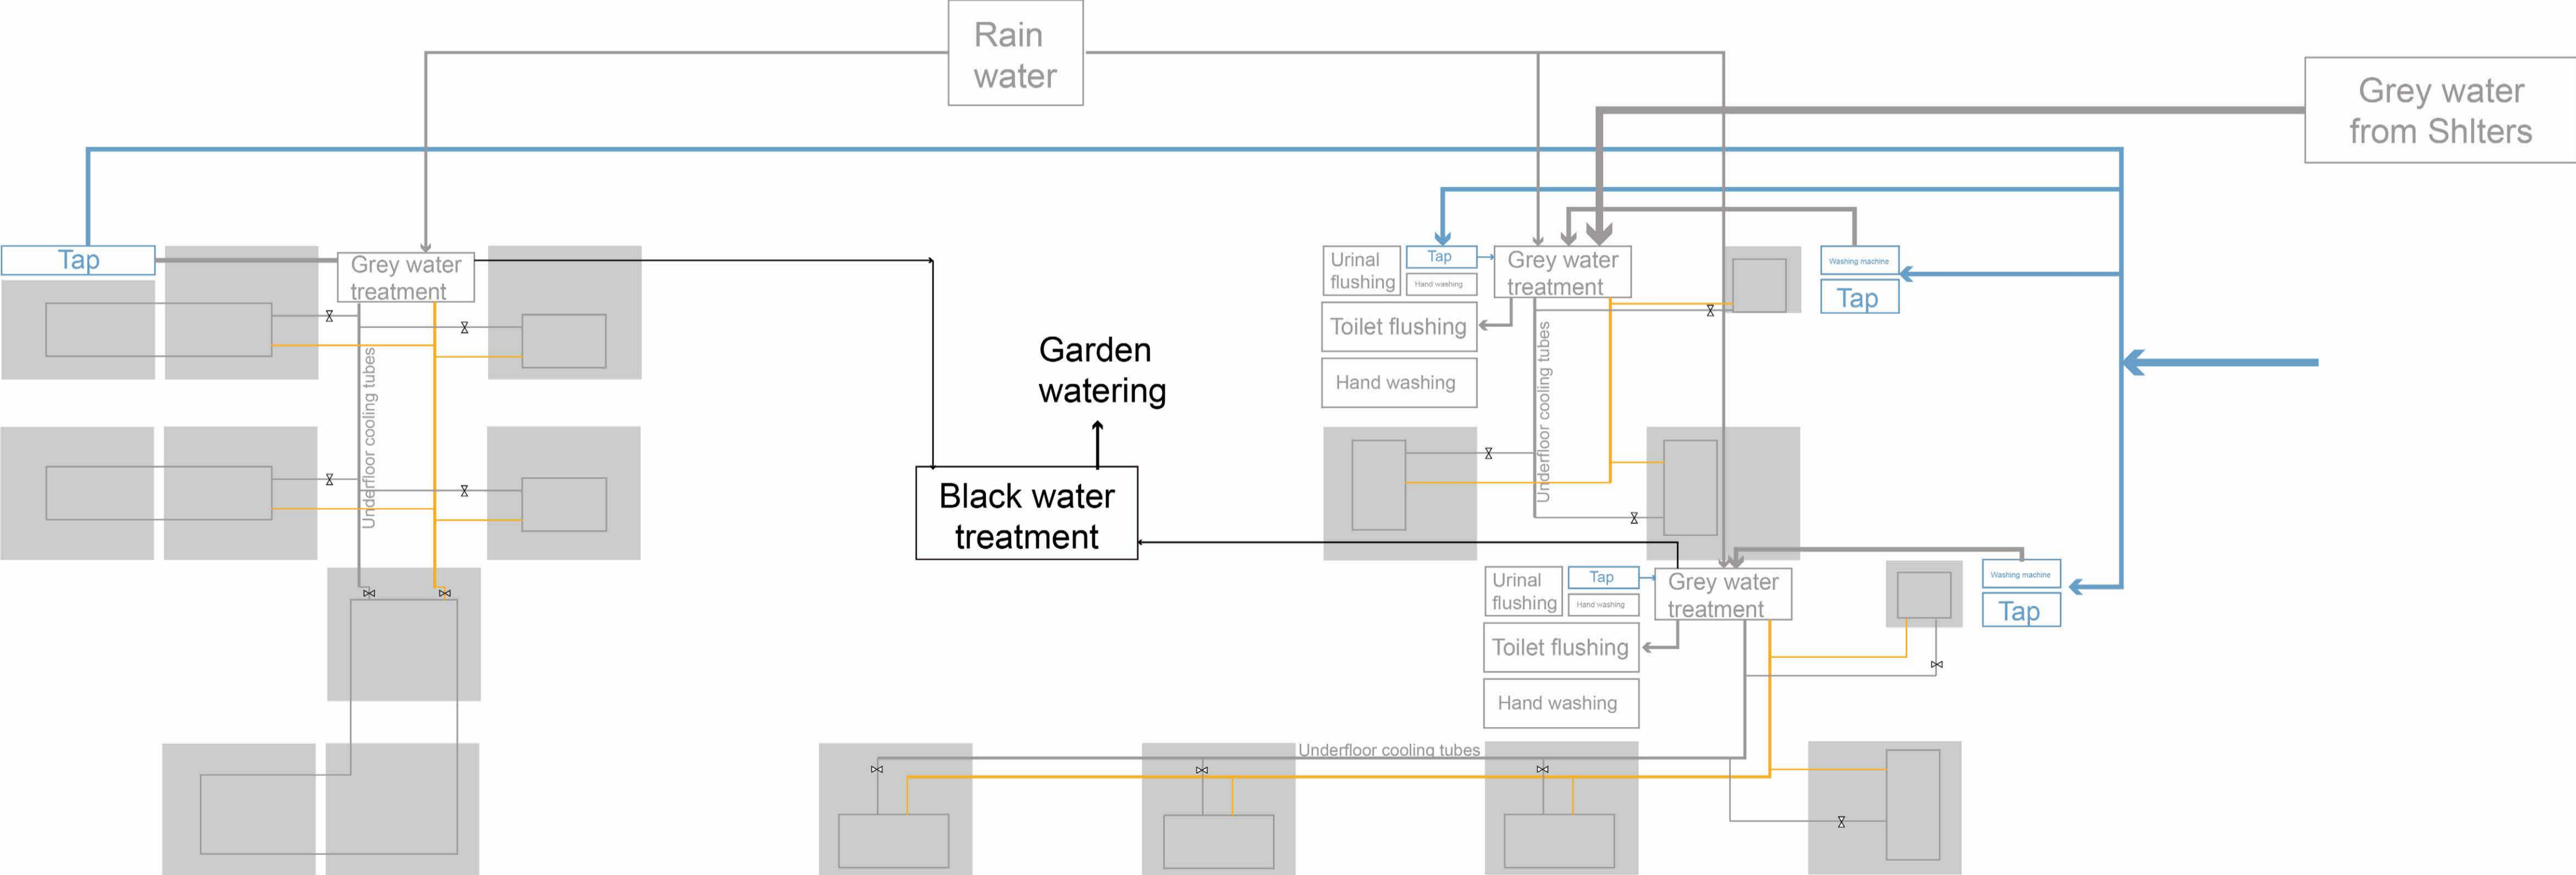 Rain
water
Grey water
from Shlters
Tap
Grey water
treatment
Underfloor cooling tubes
Garden
watering
Black water
treatment
Urinal
flushing
Tap
Hand washing
Grey water
treatment
Toilet flushing
Hand washing
Underfloor cooling tubes
Washing machine
Tap
Urinal
flushing
Tap
Hand washing
Grey water
treatment
Toilet flushing
Hand washing
Washing machine
Tap
Underfloor cooling tubes